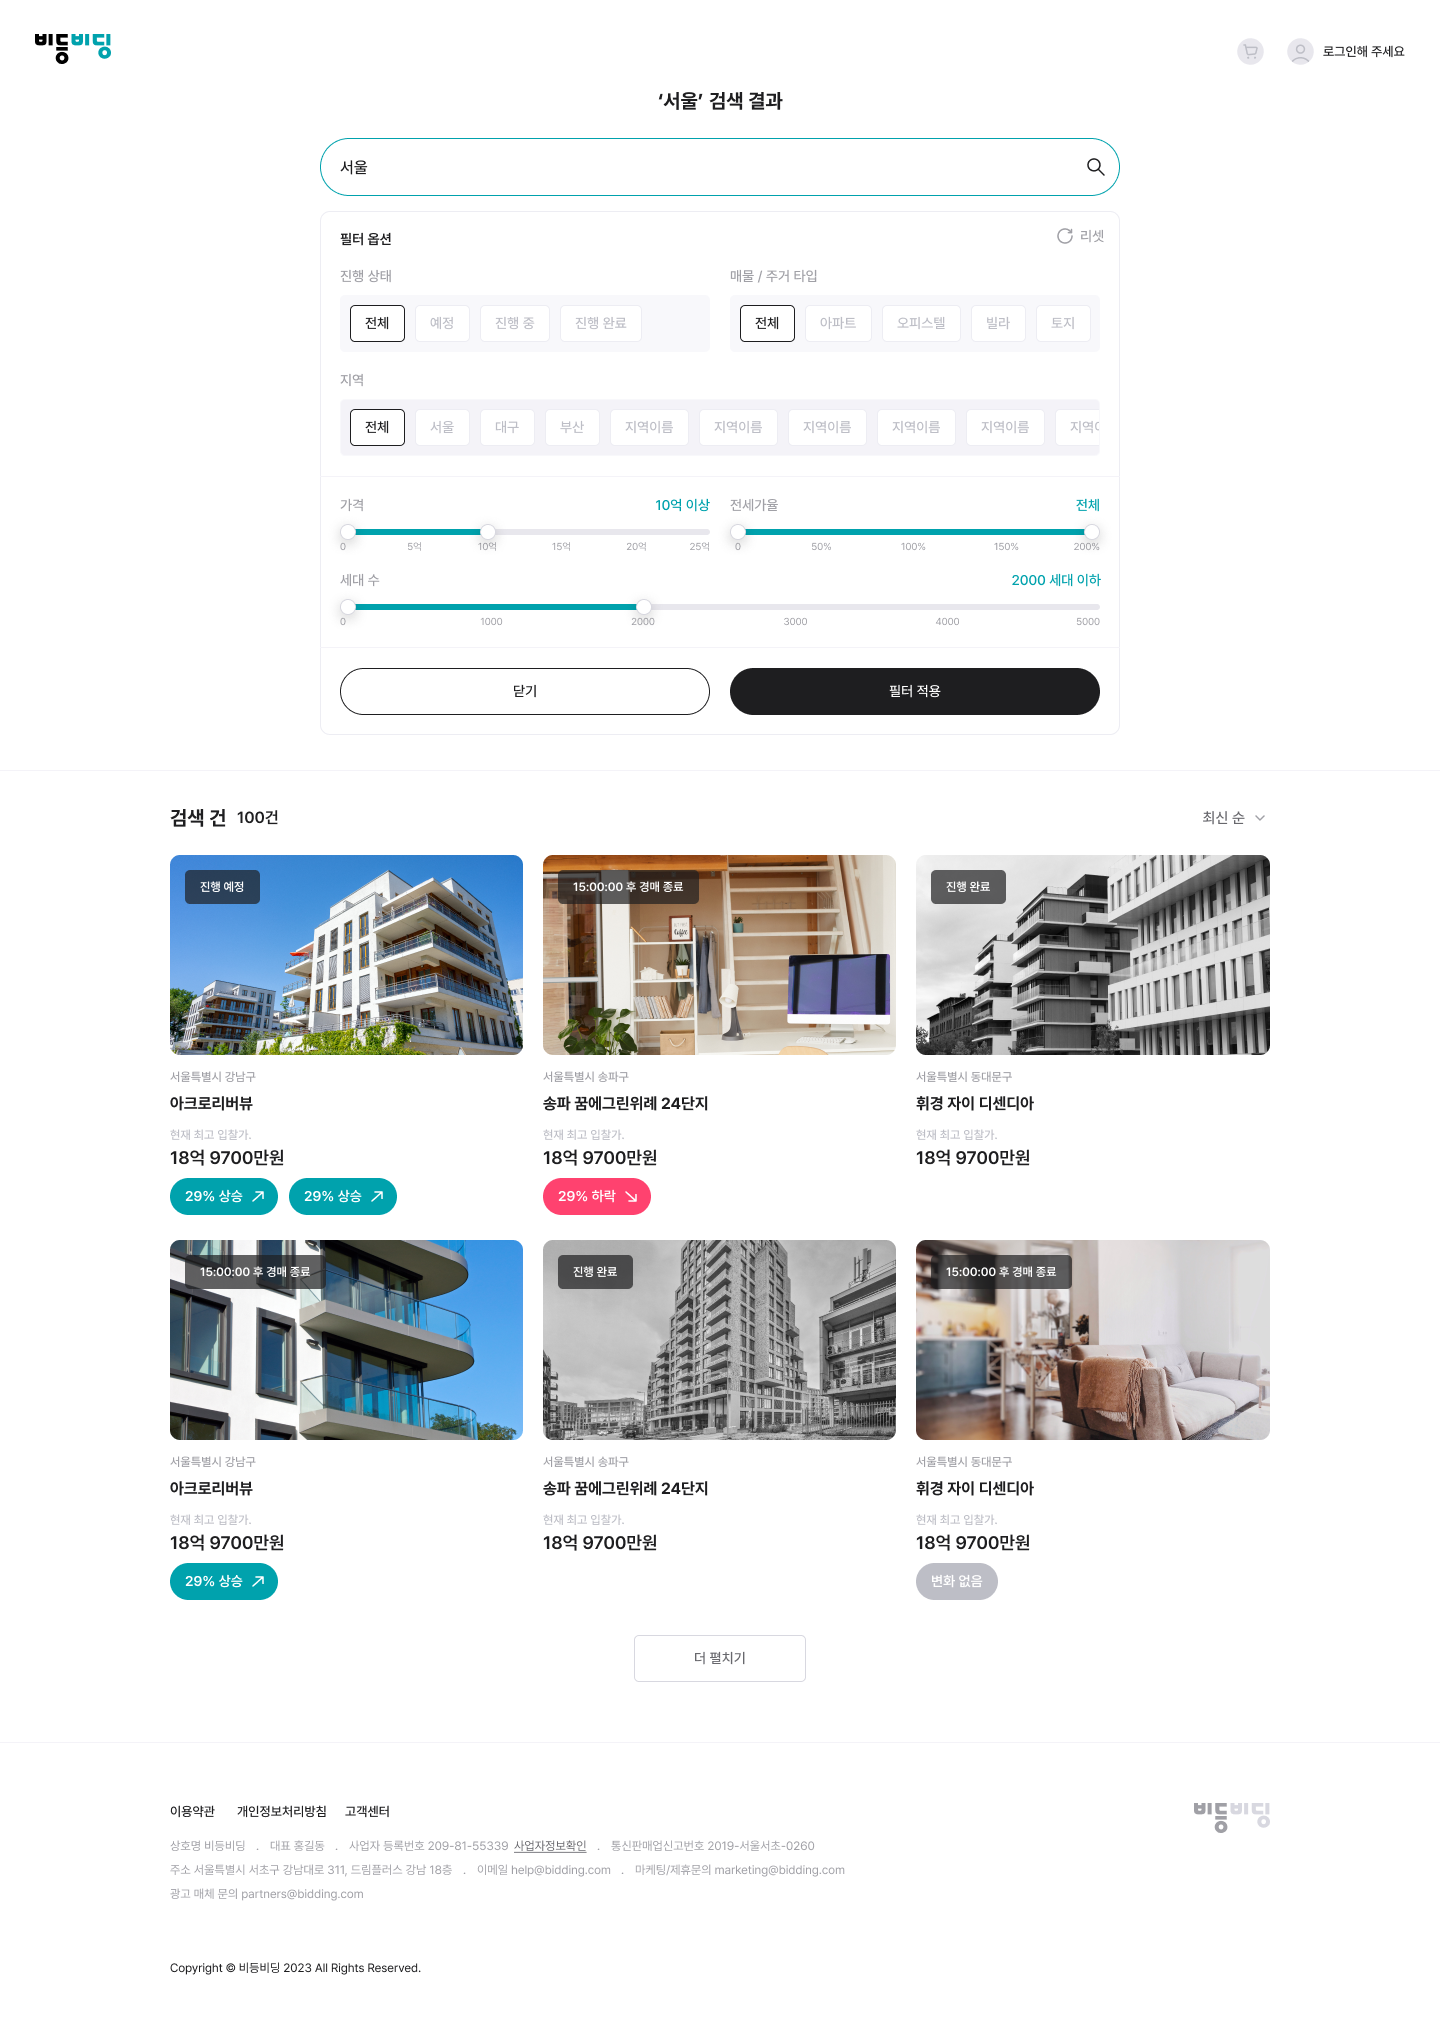 비등비딩
로그인해 주세요
‘서울’ 검색 결과
서울
필터 옵션
리셋
진행 상태
전체 예정 진행 중 진행 완료
매물 / 주거 타입
전체 아파트 오피스텔 빌라 토지
지역
전체 서울 대구 부산 지역이름 지역이름 지역이름 지역이름 지역이름
가격 10억 이상
0 5억 10억 15억 20억 25억
전세가율 전체
0 50% 100% 150% 200%
세대 수 2000 세대 이하
0 1000 2000 3000 4000 5000
닫기 필터 적용
검색 건 100건
최신 순
진행 예정
서울특별시 강남구
아크로리버뷰
현재 최고 입찰가.
18억 9700만원
29% 상승 29% 상승
15:00:00 후 경매 종료
Coffee
서울특별시 송파구
송파 꿈에그린위례 24단지
현재 최고 입찰가.
18억 9700만원
29% 하락
진행 완료
서울특별시 동대문구
휘경 자이 디센디아
현재 최고 입찰가.
18억 9700만원
15:00:00 후 경매 종료
서울특별시 강남구
아크로리버뷰
현재 최고 입찰가.
18억 9700만원
29% 상승
진행 완료
서울특별시 송파구
송파 꿈에그린위례 24단지
현재 최고 입찰가.
18억 9700만원
15:00:00 후 경매 종료
서울특별시 동대문구
휘경 자이 디센디아
현재 최고 입찰가.
18억 9700만원
변화 없음
더 펼치기
이용약관 개인정보처리방침 고객센터
비등비딩
상호명 비등비딩 . 대표 홍길동 . 사업자 등록번호 209-81-55339 사업자정보확인 . 통신판매업신고번호 2019-서울서초-0260
주소 서울특별시 서초구 강남대로 311, 드림플러스 강남 18층 . 이메일 help@bidding.com . 마케팅/제휴문의 marketing@bidding.com
광고 매체 문의 partners@bidding.com
Copyright © 비등비딩 2023 All Rights Reserved.